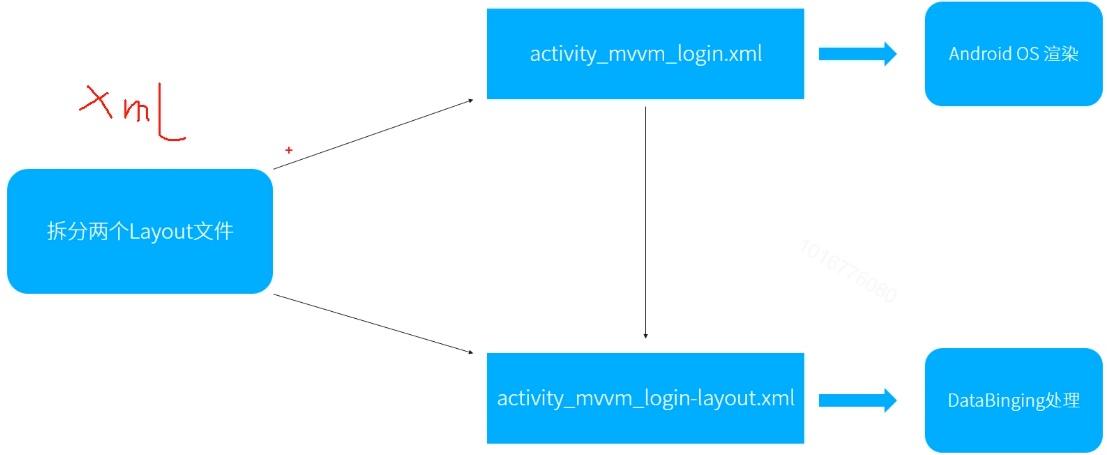 xml
拆分两个Layout文件
activity_mvvm_login.xml
Android OS 渲染
activity_mvvm_login-layout.xml
DataBinging处理
1016776080